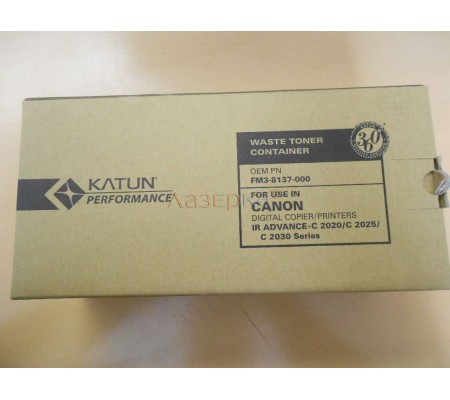 KATUN®
PERFORMANCE
WASTE TONER
CONTAINER
360
OEM PN
FM3-8137-000
FOR USE IN
CANON
DIGITAL COPIER/PRINTERS
IR ADVANCE-C 2020/C 2025/
C 2030 Series